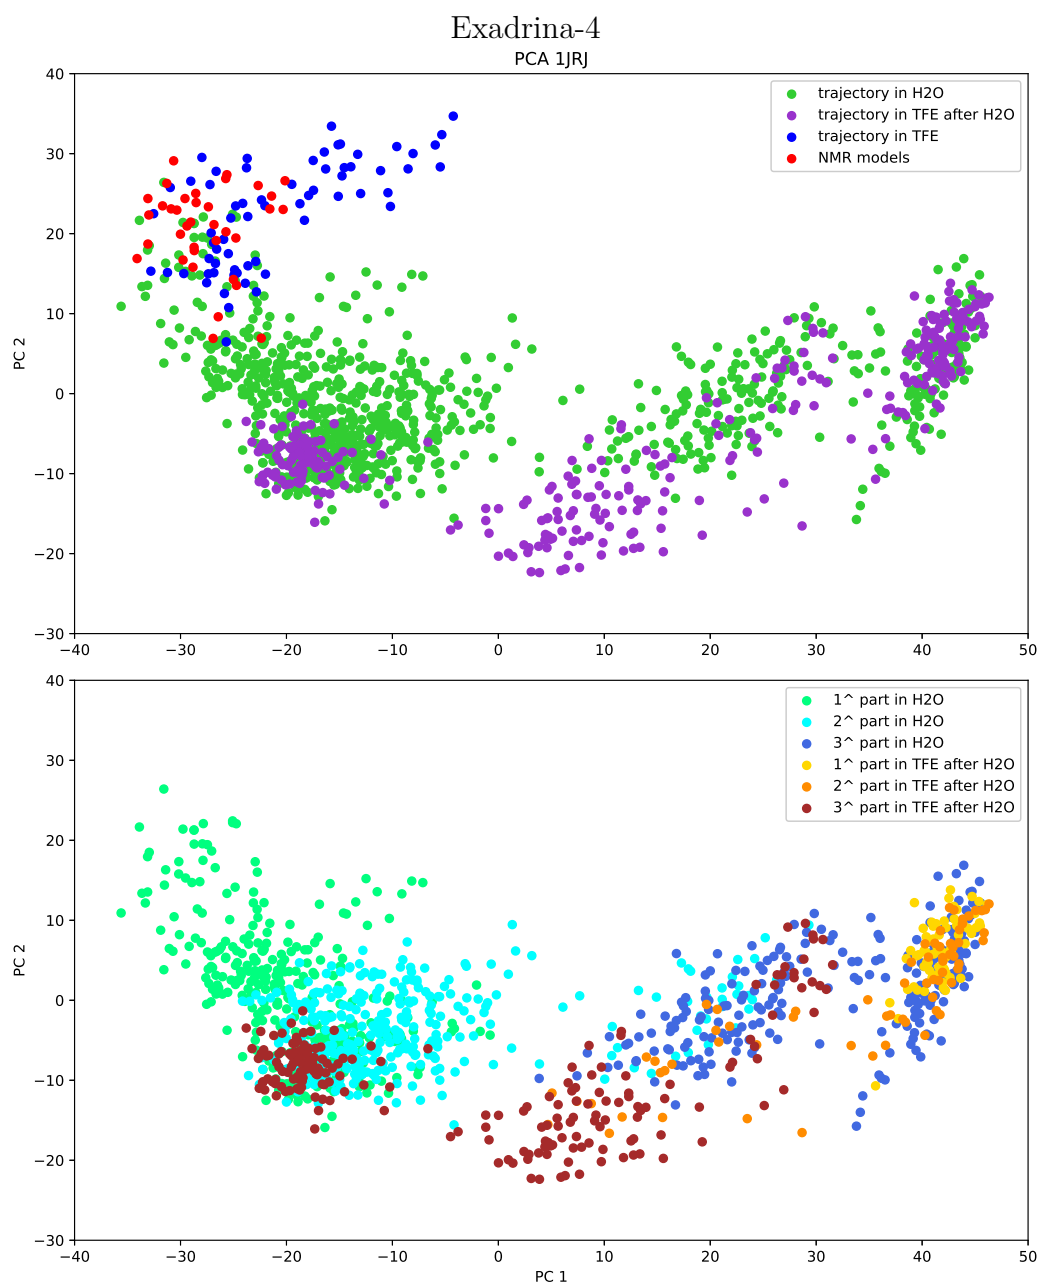 Exadrina-4
PCA 1JRJ
40
30
20
10
0
−10
−20
−30
PC 2
trajectory in H2O
trajectory in TFE after H2O
trajectory in TFE
NMR models
−40 −30 −20 −10 0 10 20 30 40 50
40
30
20
10
0
−10
−20
−30
PC 2
1^ part in H2O
2^ part in H2O
3^ part in H2O
1^ part in TFE after H2O
2^ part in TFE after H2O
3^ part in TFE after H2O
−40 −30 −20 −10 0 10 20 30 40 50
PC 1